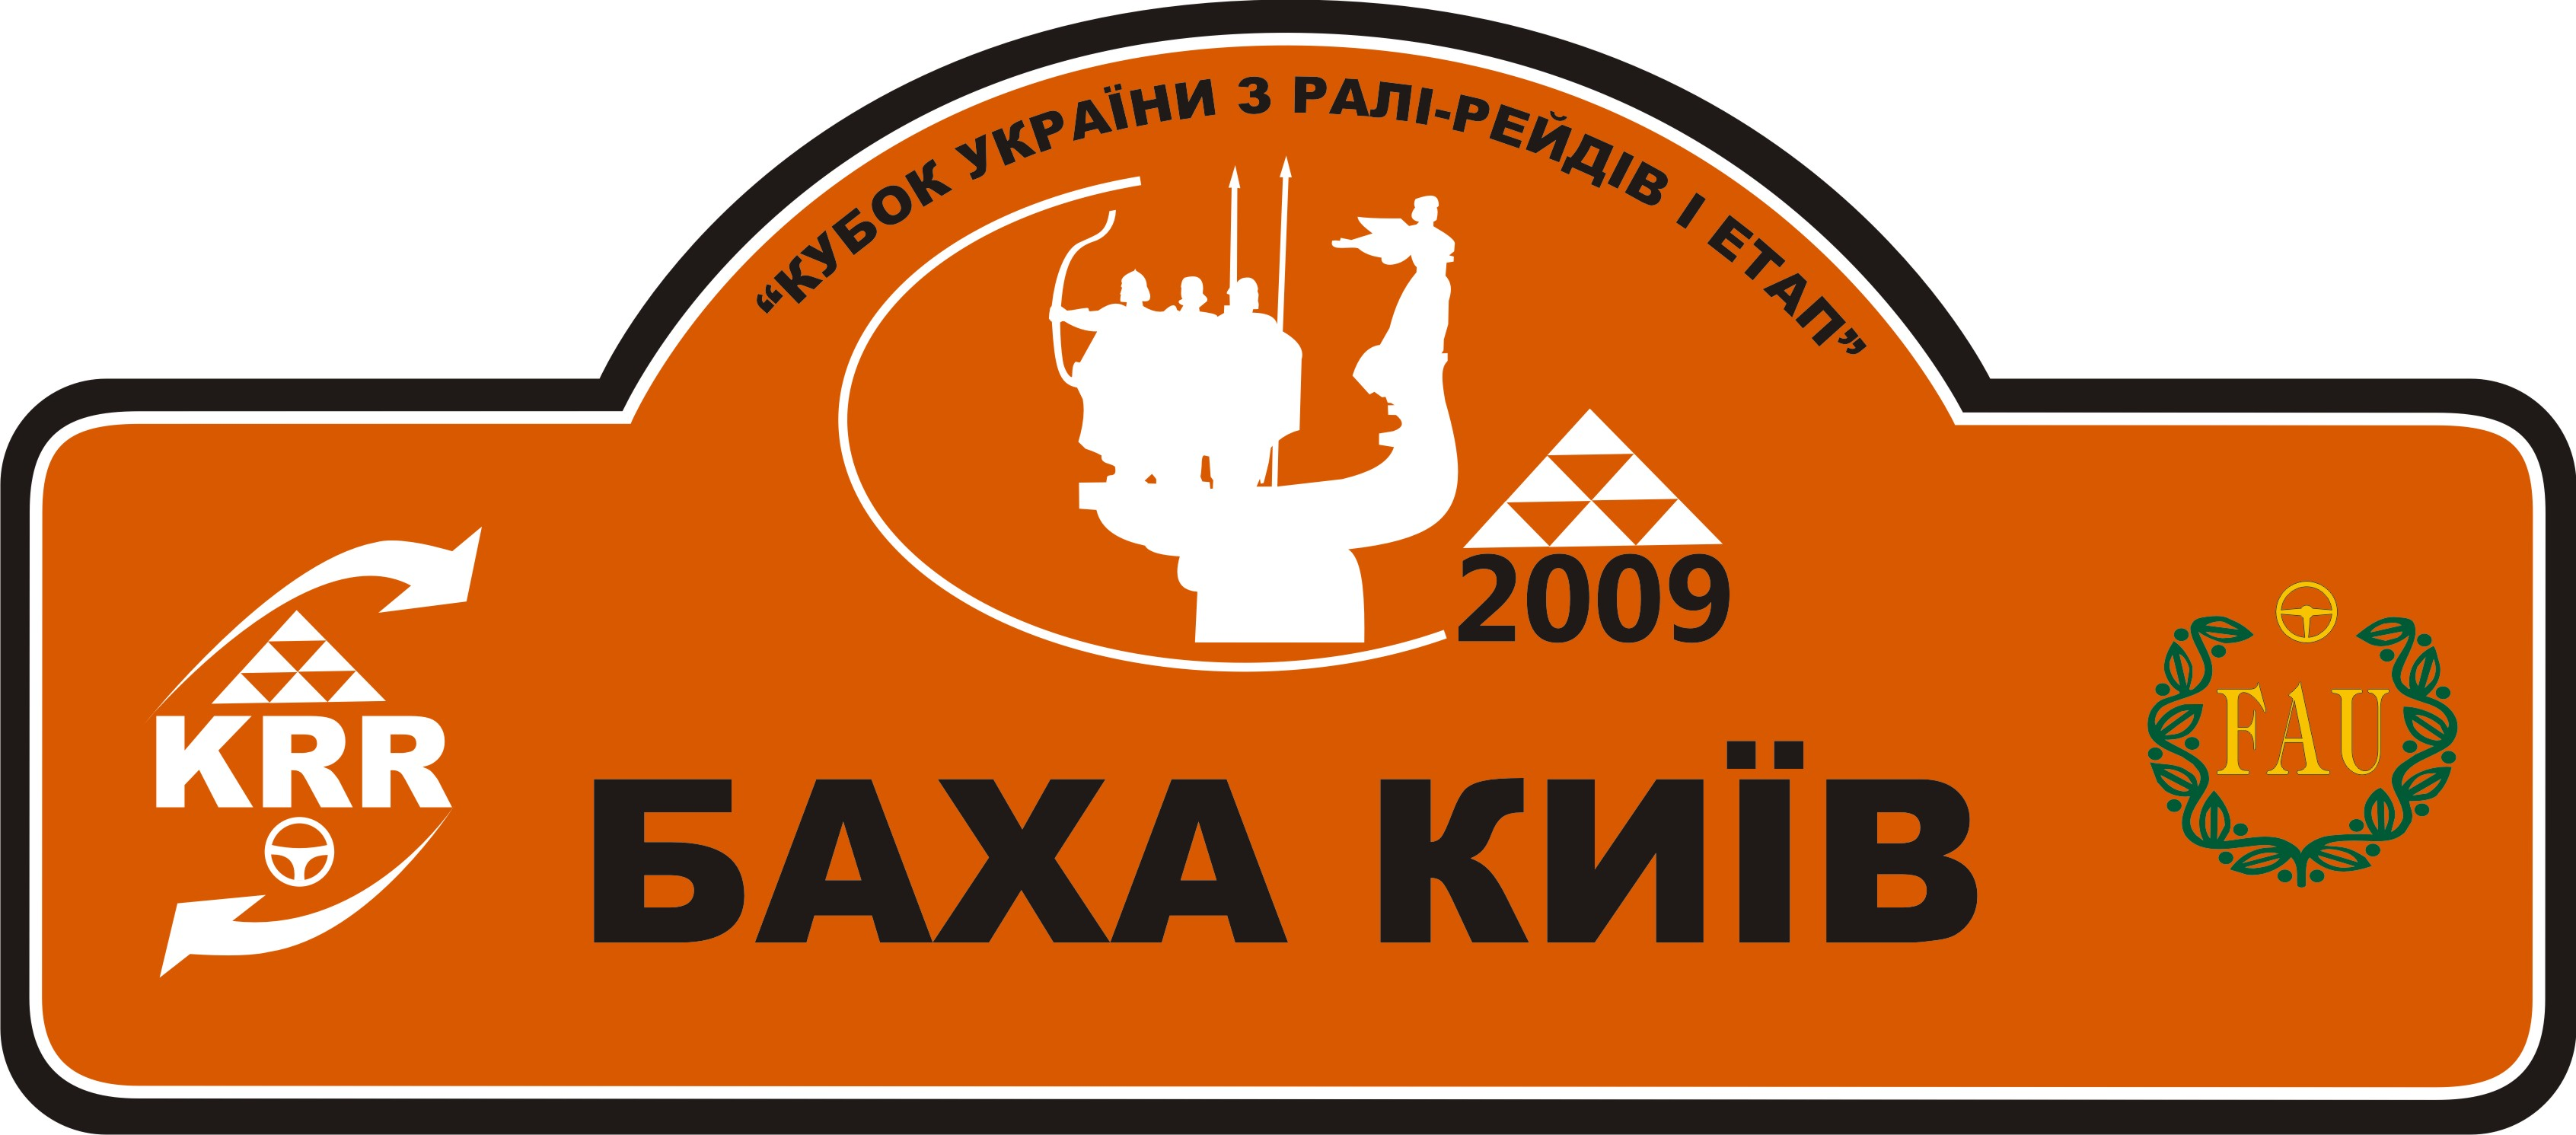 “КУБОК УКРАЇНИ З РАЛІ-РЕЙДІВ І ЕТАП”
2009
KRR
FAU
БАХА КИЇВ